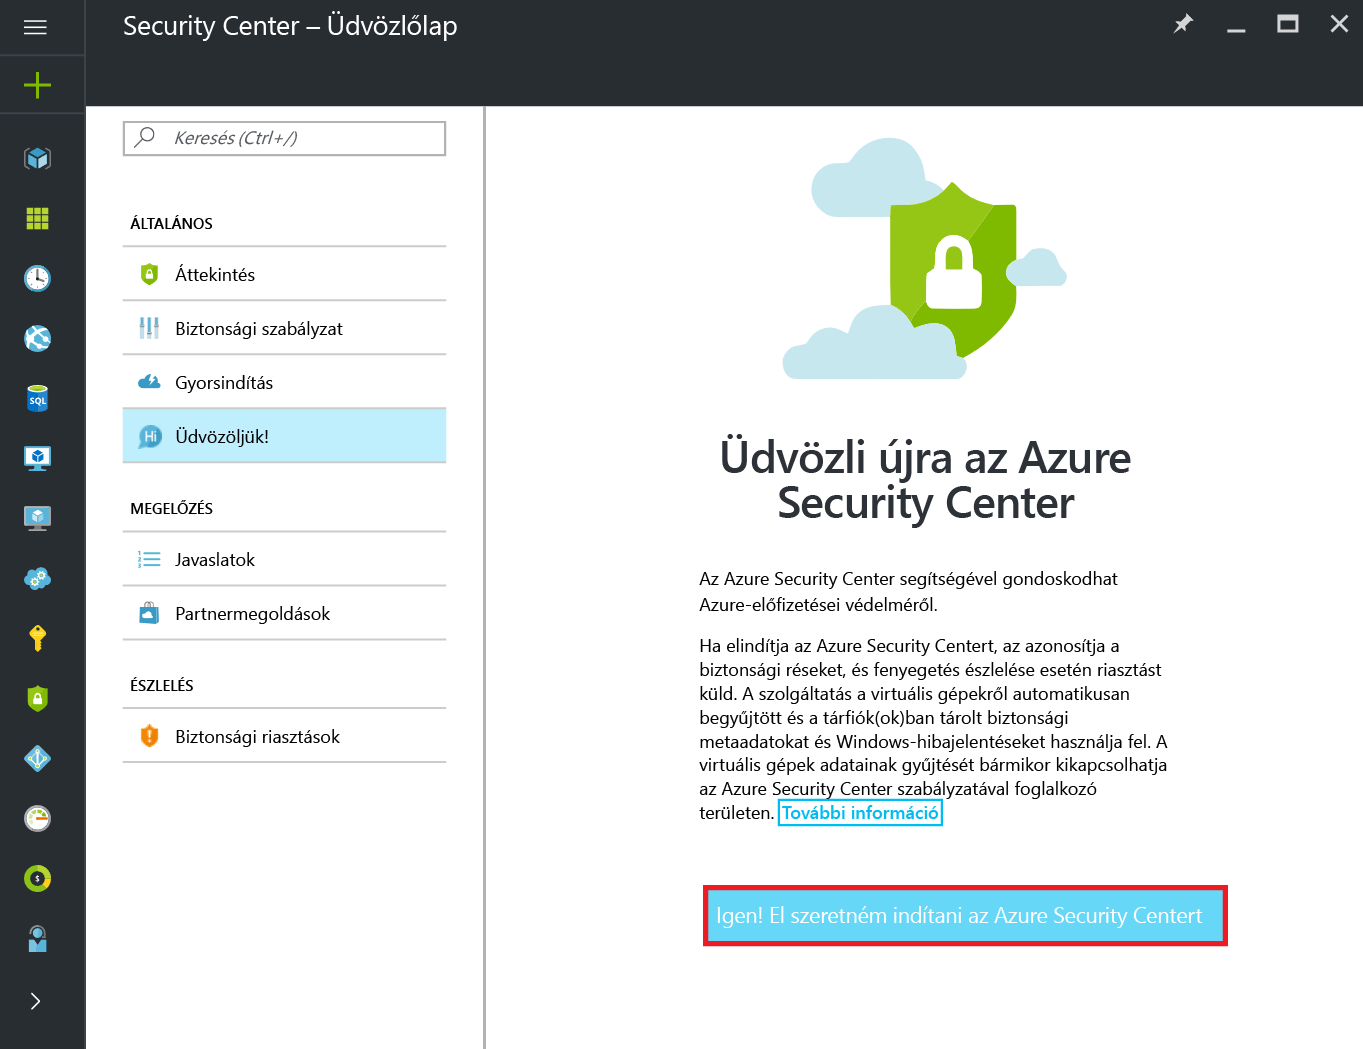 Security Center – Üdvözlőlap
Keresés (Ctrl+/)
ÁLTALÁNOS
Áttekintés
Biztonsági szabályzat
Gyorsindítás
Hi
Üdvözöljük!
MEGELŐZÉS
1
2
3
Javaslatok
Partnermegoldások
ÉSZLELÉS
Biztonsági riasztások
SQL
$
Üdvözli újra az Azure
Security Center
Az Azure Security Center segítségével gondoskodhat
Azure-előfizetései védelméről.
Ha elindítja az Azure Security Centert, az azonosítja a
biztonsági réseket, és fenyegetés észlelése esetén riasztást
küld. A szolgáltatás a virtuális gépekről automatikusan
begyűjtött és a tárfiók(ok)ban tárolt biztonsági
metaadatokat és Windows-hibajelentéseket használja fel. A
virtuális gépek adatainak gyűjtését bármikor kikapcsolhatja
az Azure Security Center szabályzatával foglalkozó
területen. További információ
Igen! El szeretném indítani az Azure Security Centert